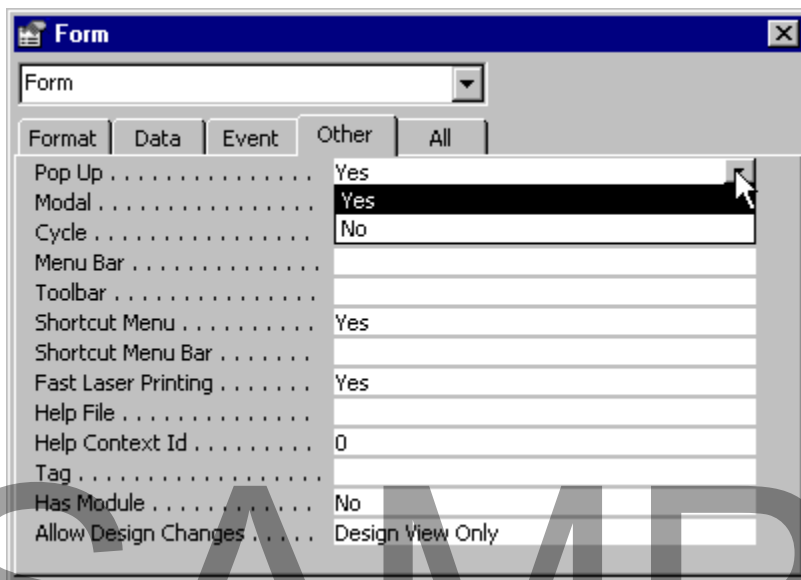 Form
Form
Format Data Event Other All
Pop Up . . . . . . . . . . . . . . . Yes
Modal . . . . . . . . . . . . . . . . Yes
Cycle . . . . . . . . . . . . . . . . No
Menu Bar . . . . . . . . . . . . . .
Toolbar . . . . . . . . . . . . . . .
Shortcut Menu . . . . . . . . . . Yes
Shortcut Menu Bar . . . . . . .
Fast Laser Printing . . . . . . . Yes
Help File . . . . . . . . . . . . . .
Help Context Id . . . . . . . . . 0
Tag . . . . . . . . . . . . . . . . . .
Has Module . . . . . . . . . . . . No
Allow Design Changes . . . . . Design View Only